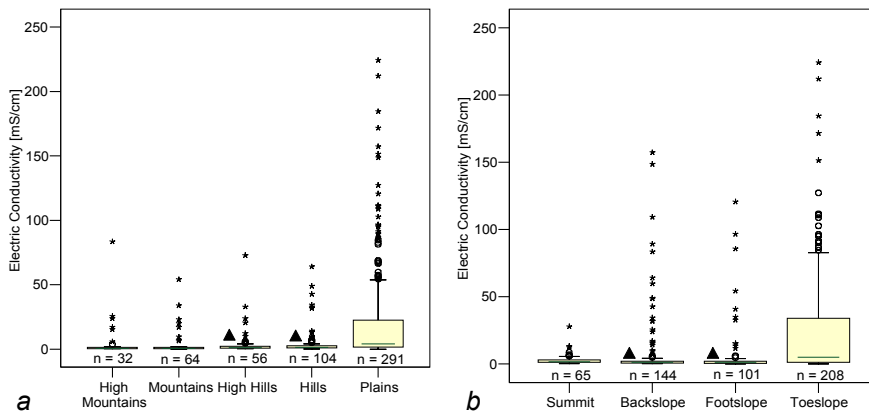 Electric Conductivity [mS/cm]
250
200
150
100
50
0
n = 32 n = 64 n = 56 n = 104 n = 291
High Mountains Mountains High Hills Hills Plains
a
Electric Conductivity [mS/cm]
250
200
150
100
50
0
n = 65 n = 144 n = 101 n = 208
Summit Backslope Footslope Toeslope
b